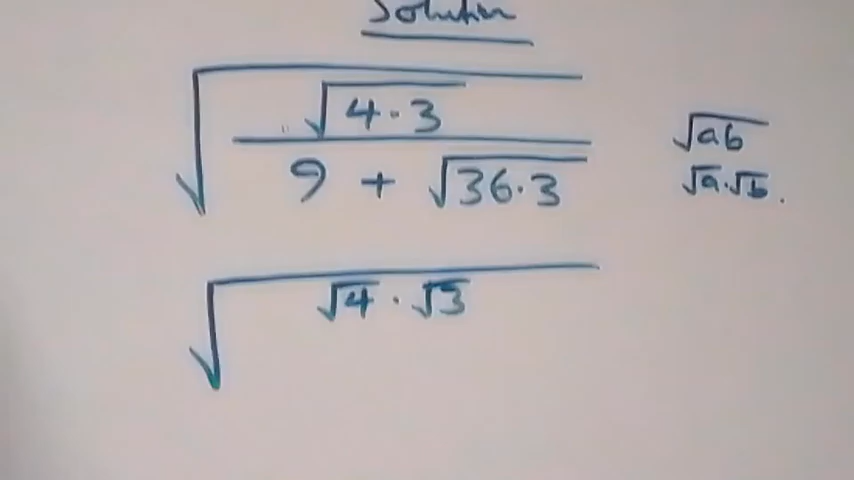 Solution
√(√(4·3) / (9 + √(36·3)))
√ab
√a·√b.
√(√4·√3)